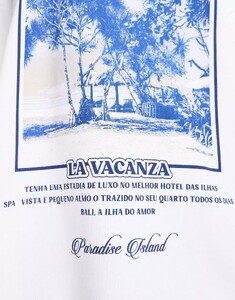 LA VACANZA
TENHA UMA ESTADIA DE LUXO NO MELHOR HOTEL DAS ILHAS
SPA VISTA E PEQUENO ALMO O TRAZIDO NO SEU QUARTO TODOS OS DIAS
BALI, A ILHA DO AMOR
Paradise Island